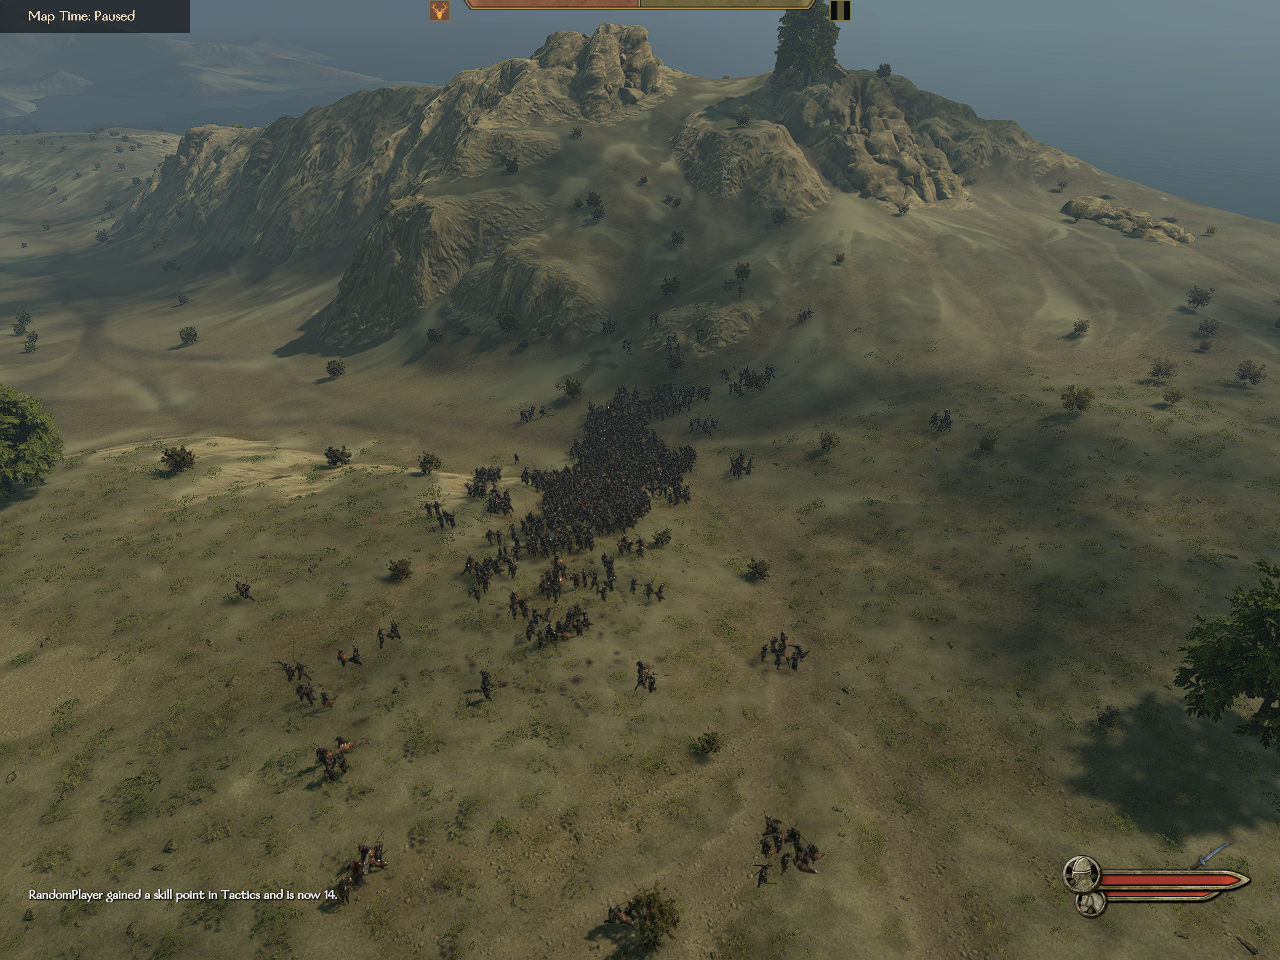 Map Time: Paused
RandomPlayer gained a skill point in Tactics and is now 14.